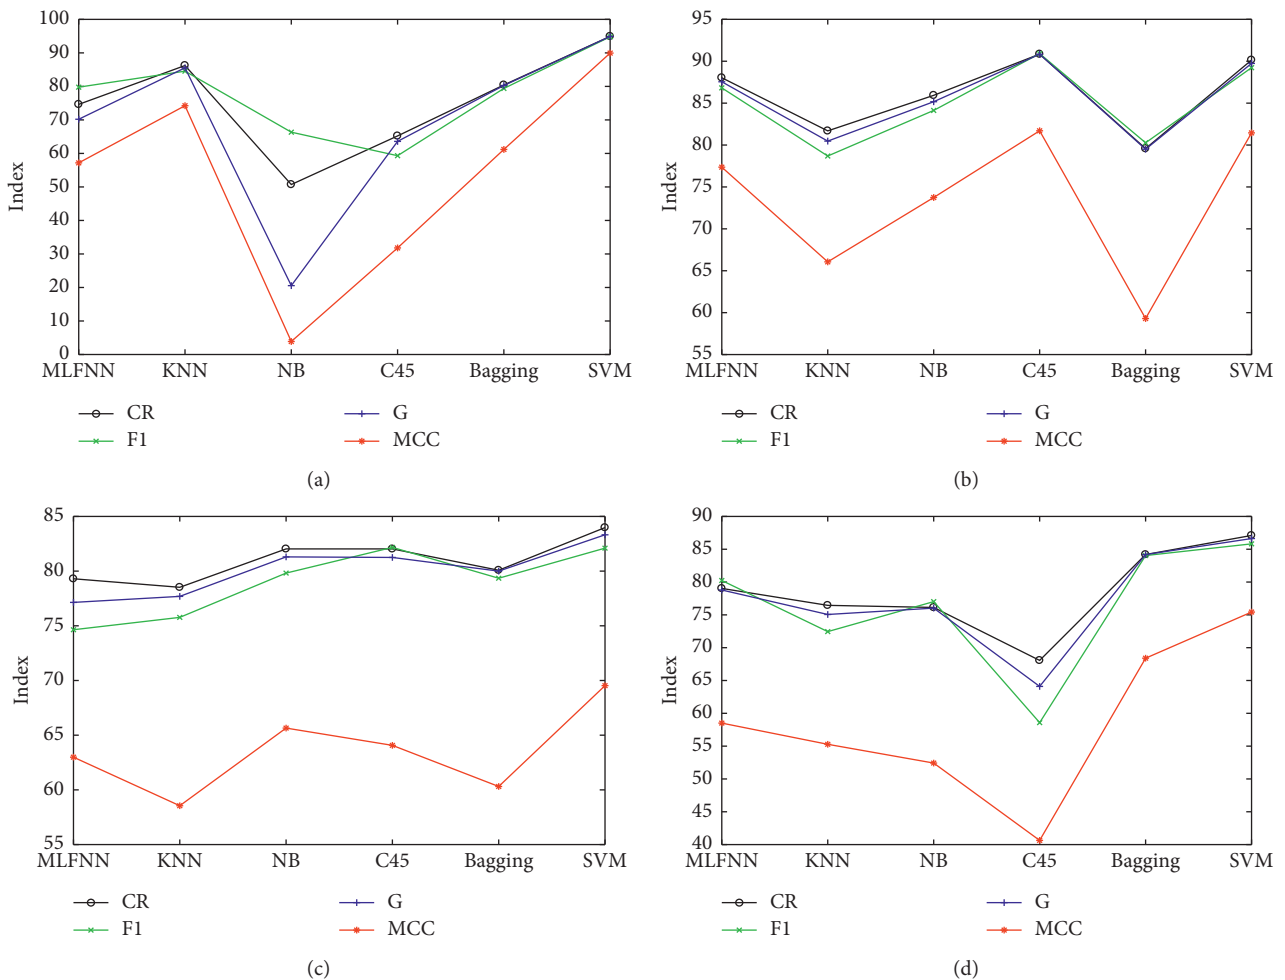 100
90
80
70
60
50
40
30
20
10
0
Index
MLFNN KNN NB C45 Bagging SVM
CR G
F1 MCC
(a)
95
90
85
80
75
70
65
60
55
Index
MLFNN KNN NB C45 Bagging SVM
CR G
F1 MCC
(b)
85
80
75
70
65
60
55
Index
MLFNN KNN NB C45 Bagging SVM
CR G
F1 MCC
(c)
90
85
80
75
70
65
60
55
50
45
40
Index
MLFNN KNN NB C45 Bagging SVM
CR G
F1 MCC
(d)